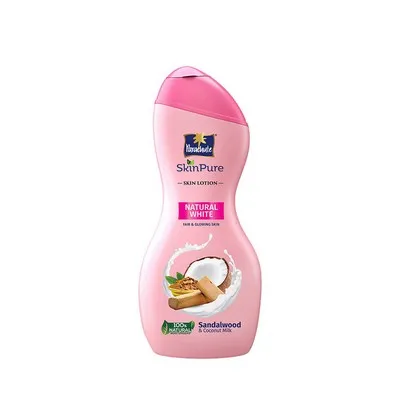 Parachute
SkinPure
SKIN LOTION
NATURAL
WHITE
FAIR & GLOWING SKIN
100%
NATURAL
Sandalwood
& Coconut Milk